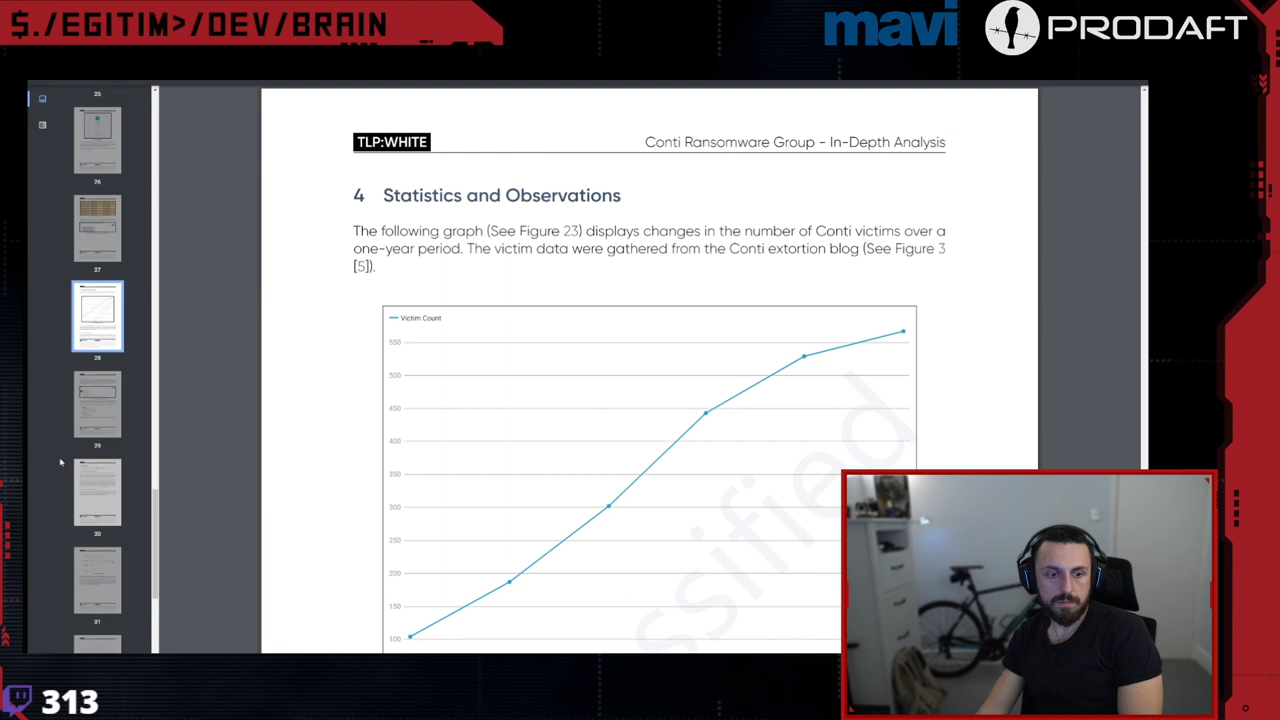 $./EGITIM>/DEV/BRAIN
mavi
PRODAFT
25
26
27
28
29
30
31
TLP:WHITE
Conti Ransomware Group - In-Depth Analysis
4 Statistics and Observations
The following graph (See Figure 23) displays changes in the number of Conti victims over a
one-year period. The victim data were gathered from the Conti extortion blog (See Figure 3
[5]).
Victim Count
550
500
450
400
350
300
250
200
150
100
ssified
313